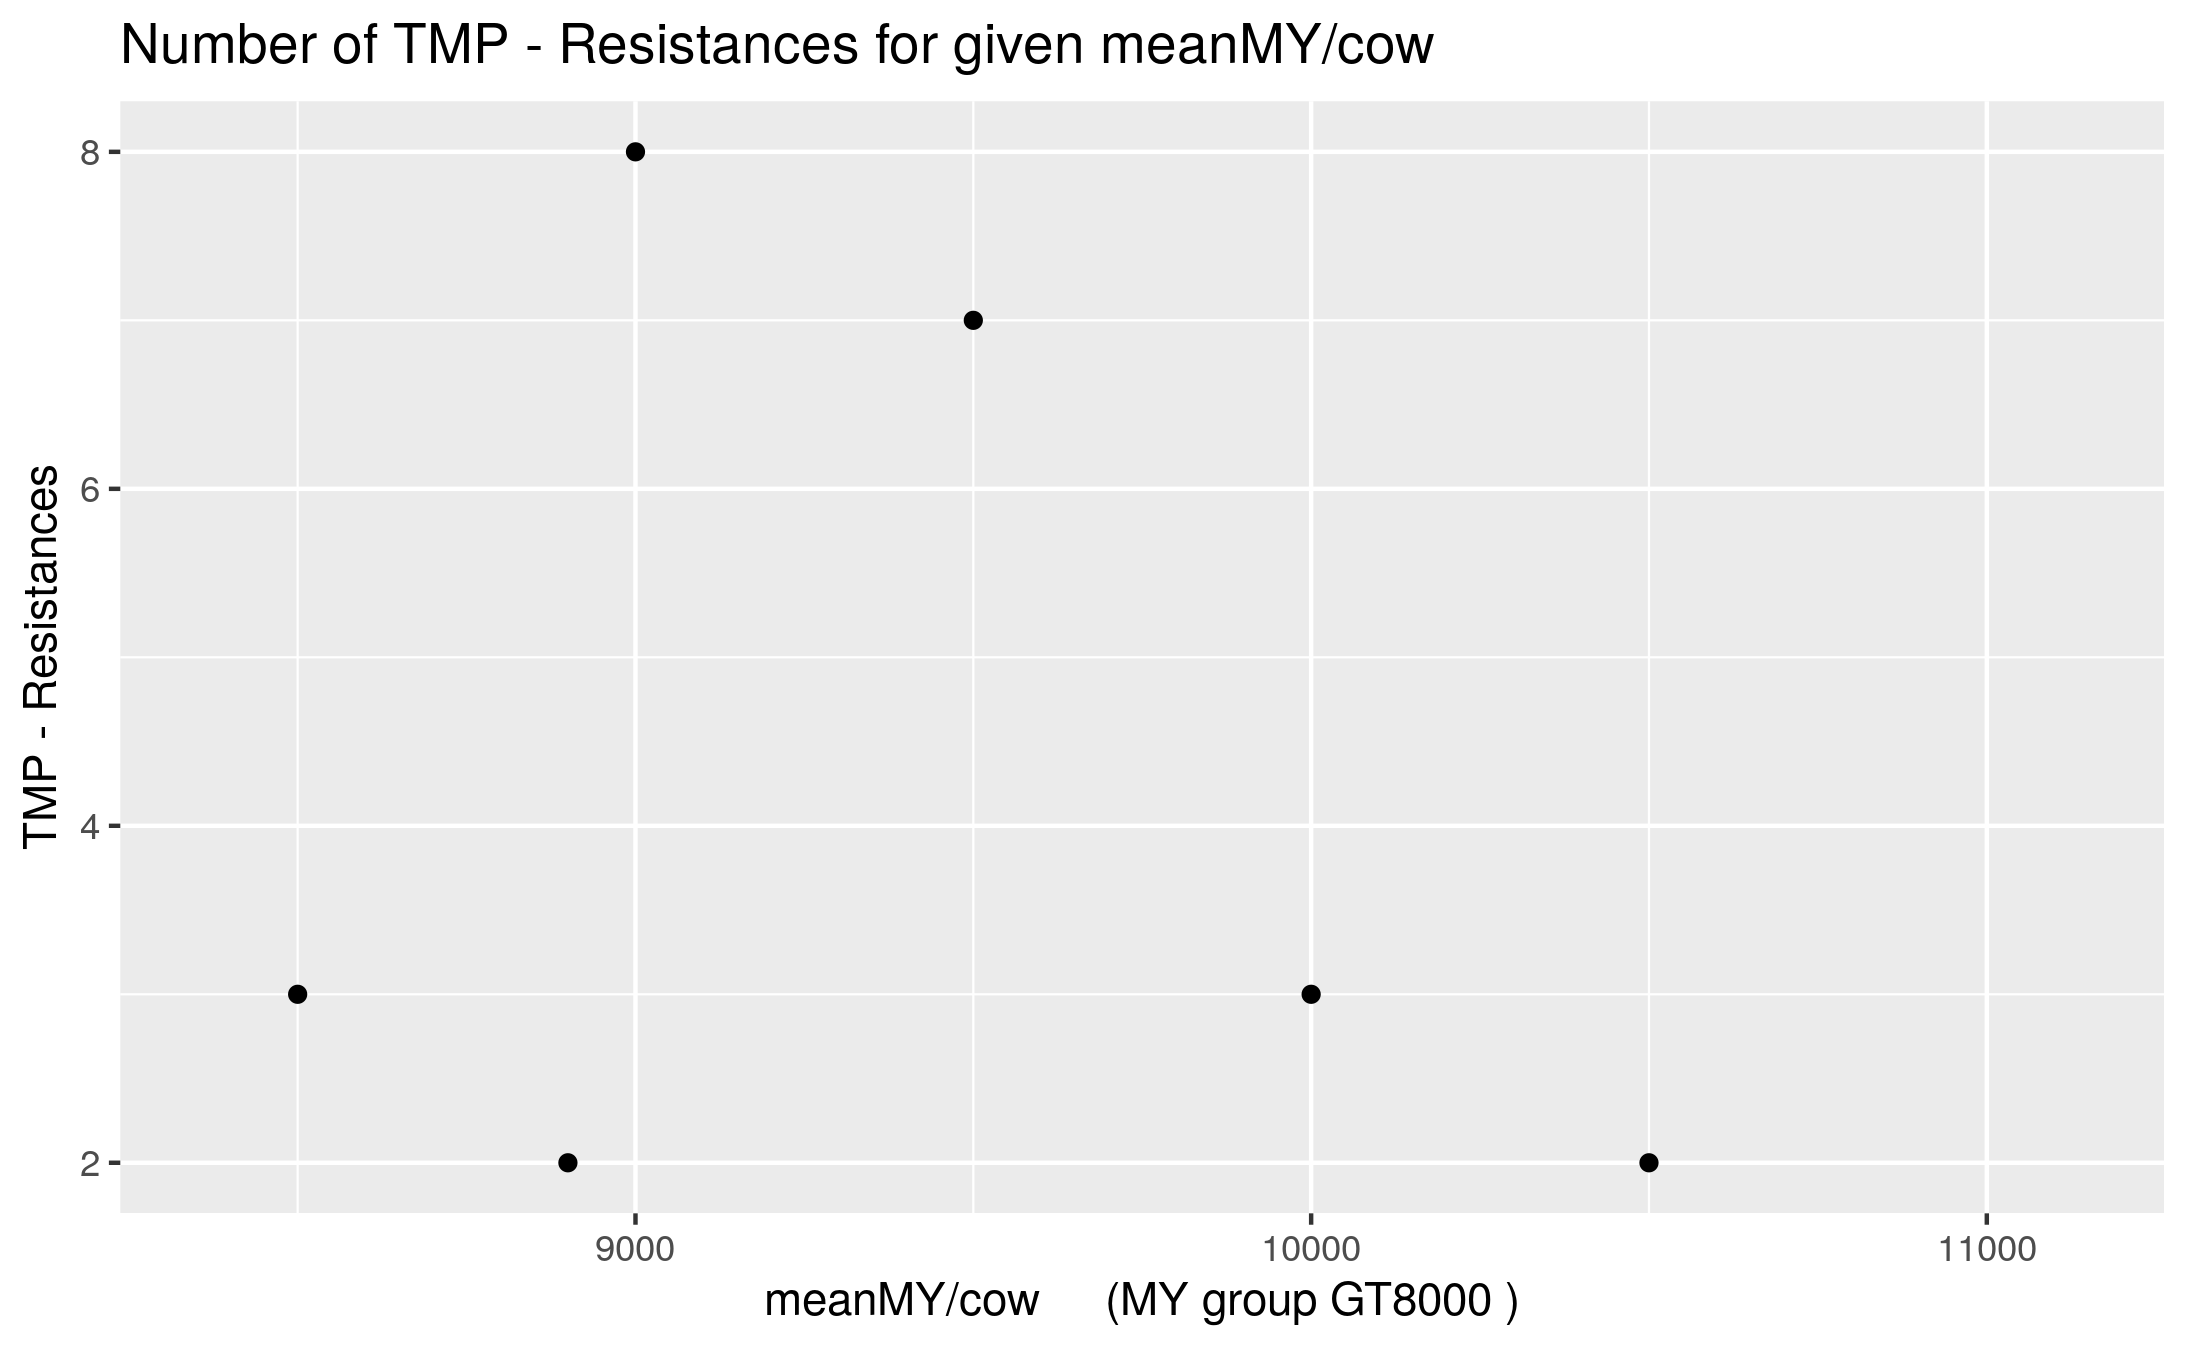 Number of TMP - Resistances for given meanMY/cow
TMP - Resistances
8
6
4
2
9000
10000
11000
meanMY/cow     (MY group GT8000 )